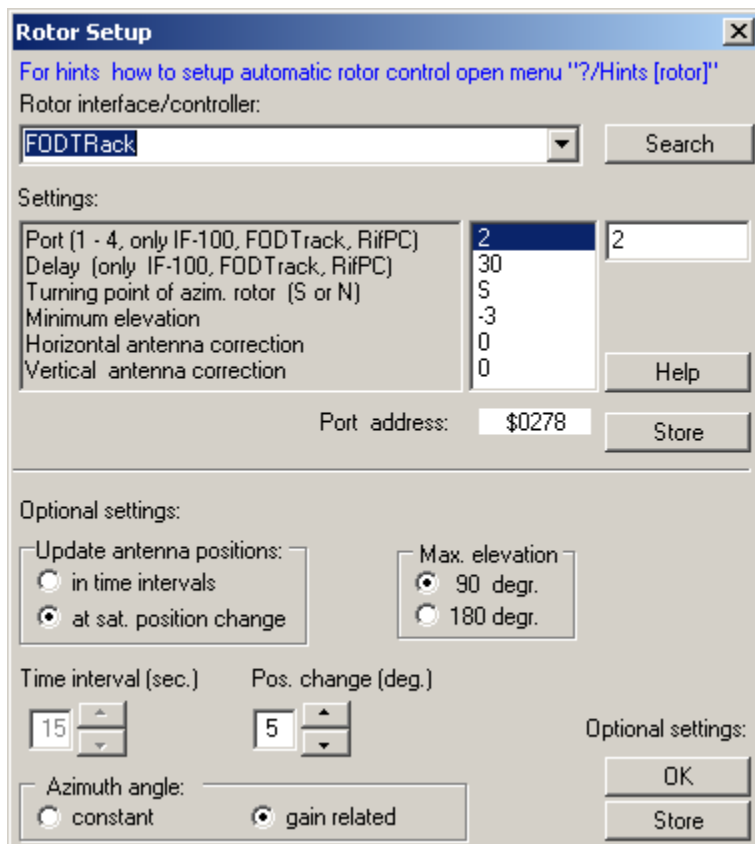 Rotor Setup
For hints how to setup automatic rotor control open menu "?/Hints [rotor]"
Rotor interface/controller:
FODTRack
Search
Settings:
Port (1 - 4, only IF-100, FODTrack, RifPC) 2 2
Delay (only IF-100, FODTrack, RifPC) 30
Turning point of azim. rotor (S or N) S
Minimum elevation -3
Horizontal antenna correction 0
Vertical antenna correction 0
Help
Port address: $0278
Store
Optional settings:
Update antenna positions:
in time intervals
at sat. position change
Max. elevation
90 degr.
180 degr.
Time interval (sec.) Pos. change (deg.)
15 5
Optional settings:
Azimuth angle:
constant gain related
OK
Store